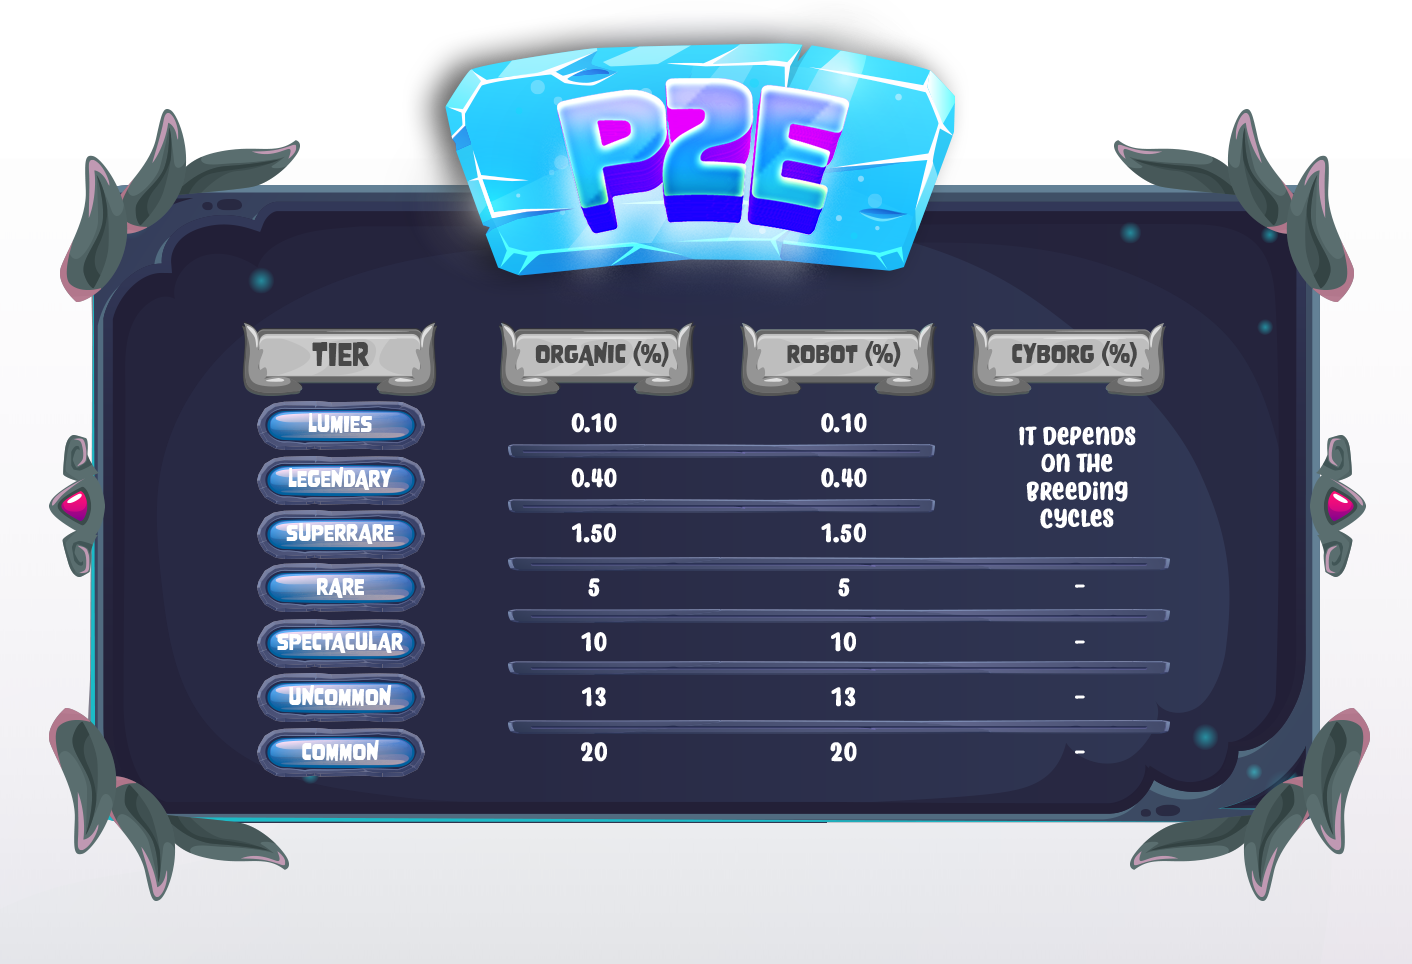 P2E
TIER ORGANIC (%) ROBOT (%) CYBORG (%)
LUMIES 0.10 0.10
LEGENDARY 0.40 0.40
SUPERRARE 1.50 1.50
IT DEPENDS
ON THE
BREEDING
CYCLES
RARE 5 5 -
SPECTACULAR 10 10 -
UNCOMMON 13 13 -
COMMON 20 20 -